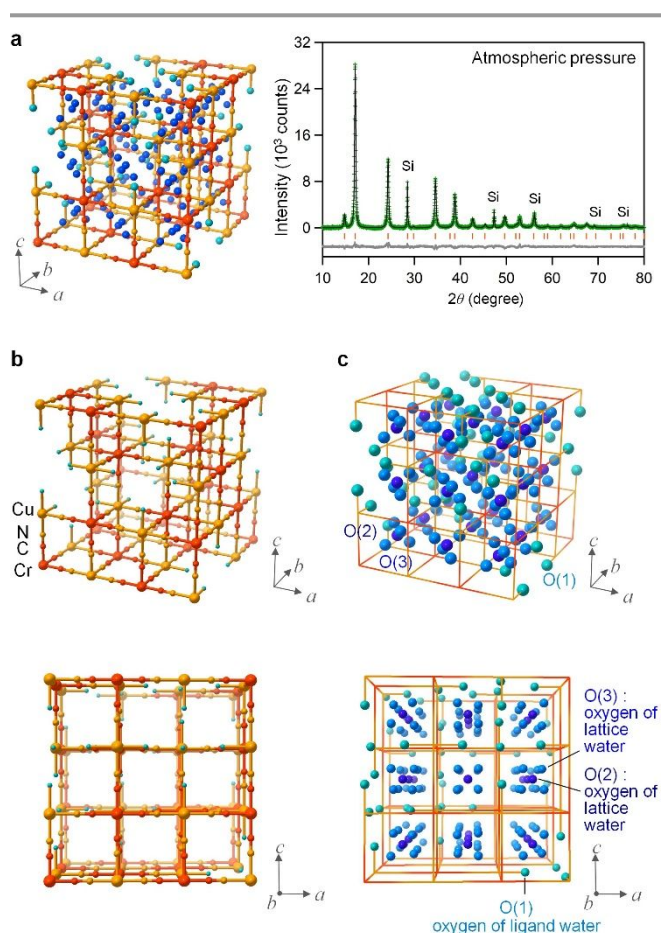 a
32
24
16
8
0
Intensity (10³ counts)
Atmospheric pressure
Si
Si
Si
Si
Si
10 20 30 40 50 60 70 80
2θ (degree)
c
b
a
b
Cu
N
C
Cr
c
b
a
c
O(2)
O(3)
O(1)
c
b
a
c
b
a
O(3) :
oxygen of
lattice
water
O(2) :
oxygen of
lattice
water
c
b
a
O(1)
oxygen of ligand water